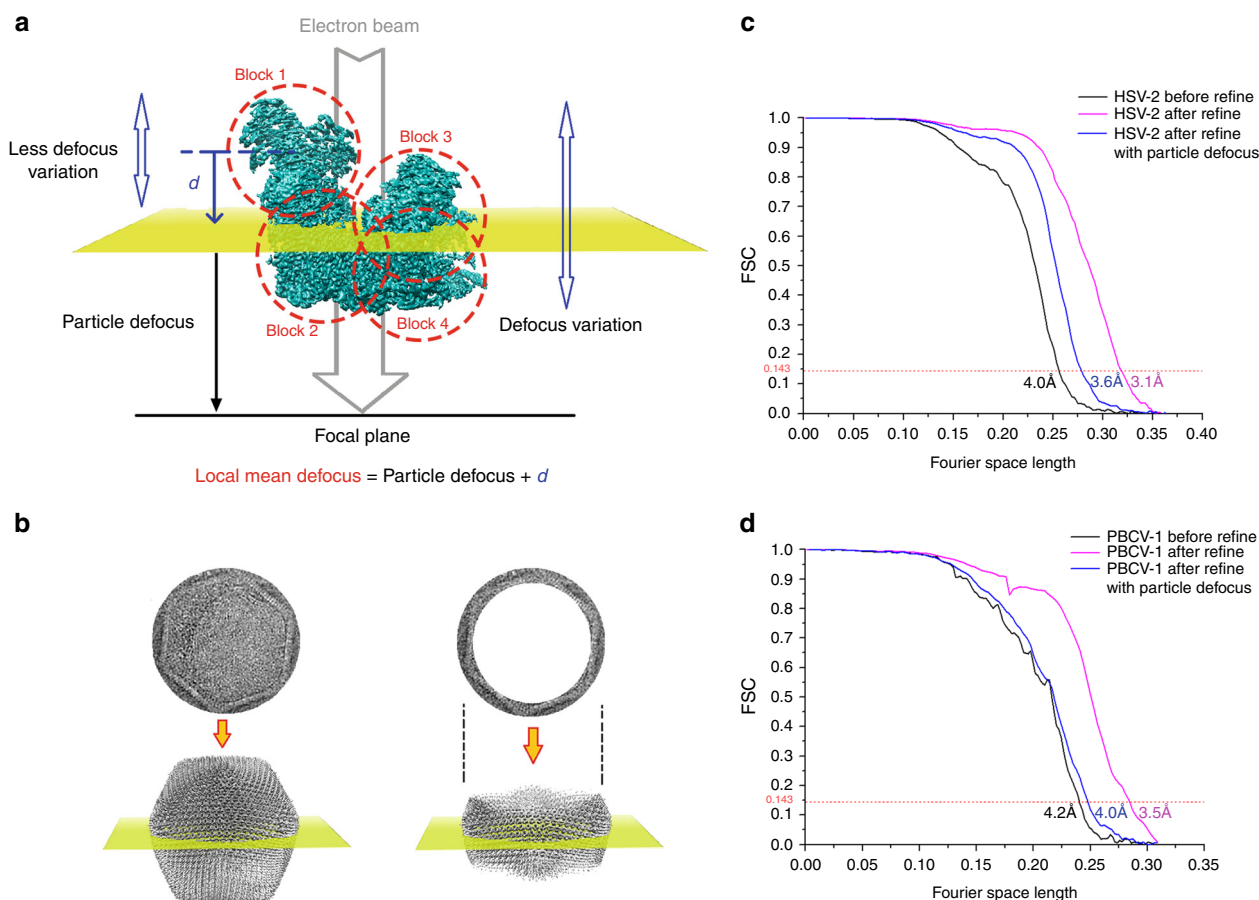 a
Electron beam
Block 1
Less defocus
variation
d
Block 3
Particle defocus
Block 2
Block 4
Defocus variation
Focal plane
Local mean defocus = Particle defocus + d
b
c
HSV-2 before refine
HSV-2 after refine
HSV-2 after refine
with particle defocus
1.0
0.9
0.8
0.7
0.6
0.5
0.4
0.3
0.2
0.143
0.1
0.0
FSC
4.0Å 3.6Å 3.1Å
0.00 0.05 0.10 0.15 0.20 0.25 0.30 0.35 0.40
Fourier space length
d
PBCV-1 before refine
PBCV-1 after refine
PBCV-1 after refine
with particle defocus
1.0
0.9
0.8
0.7
0.6
0.5
0.4
0.3
0.2
0.143
0.1
0.0
FSC
4.2Å 4.0Å 3.5Å
0.00 0.05 0.10 0.15 0.20 0.25 0.30 0.35
Fourier space length